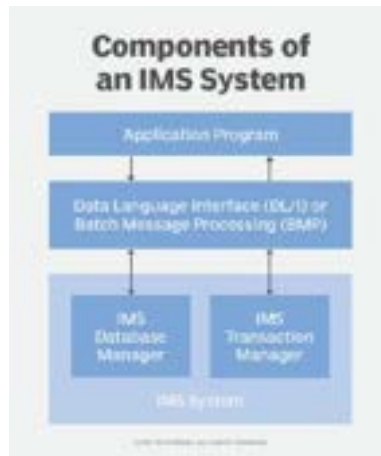 Components of
an IMS System
Application Program
Data Language Interface (DL/I) or
Batch Message Processing (BMP)
IMS
Database
Manager
IMS
Transaction
Manager
IMS System